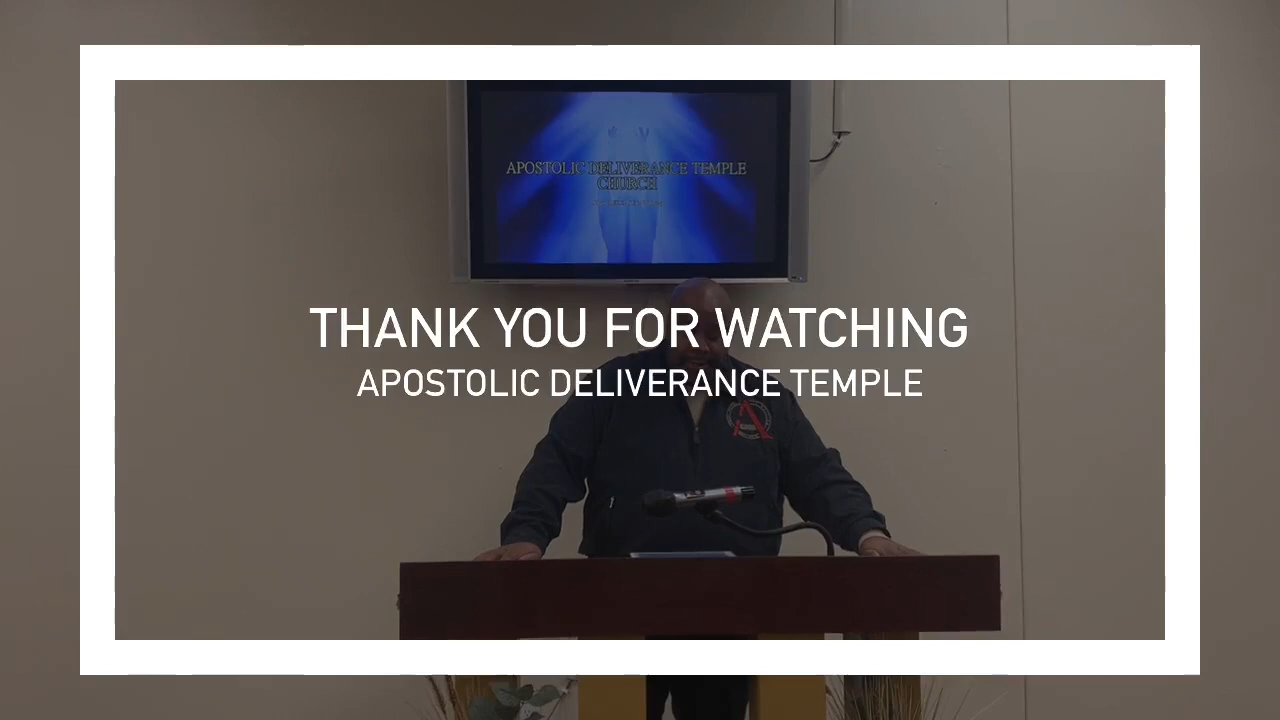 APOSTOLIC DELIVERANCE TEMPLE
CHURCH
THANK YOU FOR WATCHING
APOSTOLIC DELIVERANCE TEMPLE